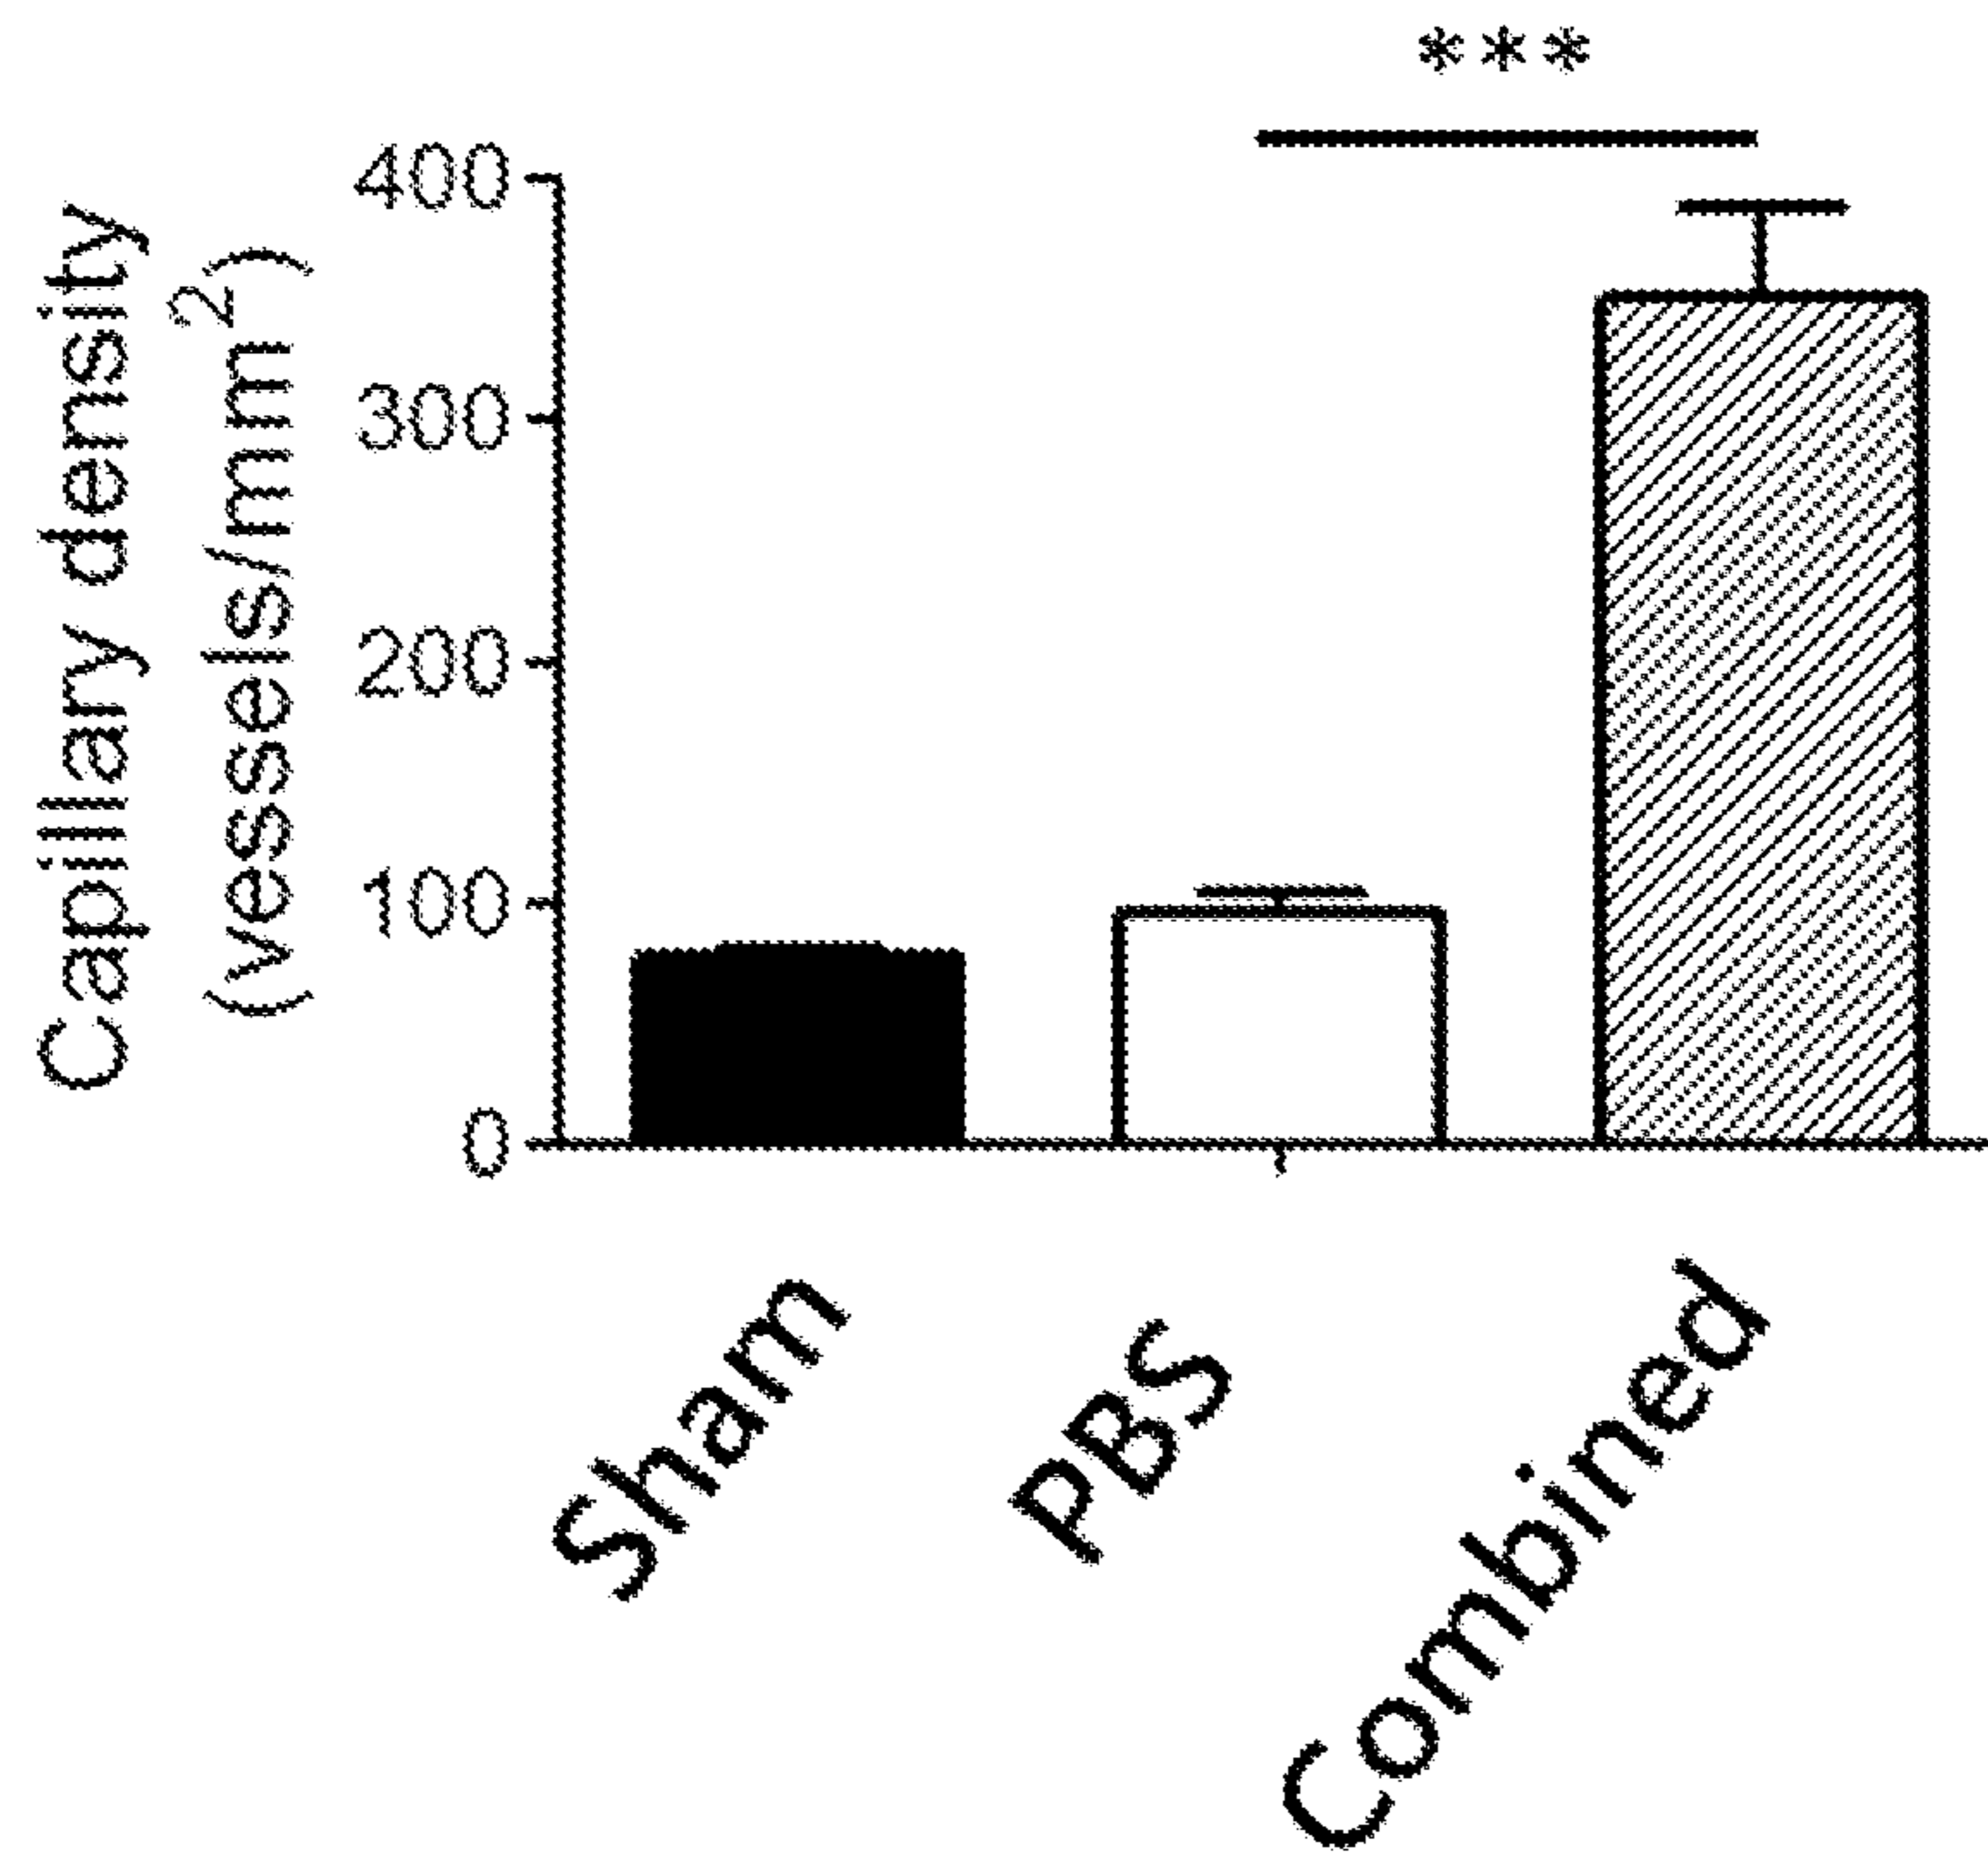 ***
Capillary density
(vessels/mm²)
400
300
200
100
0
Sham
PBS
Combined